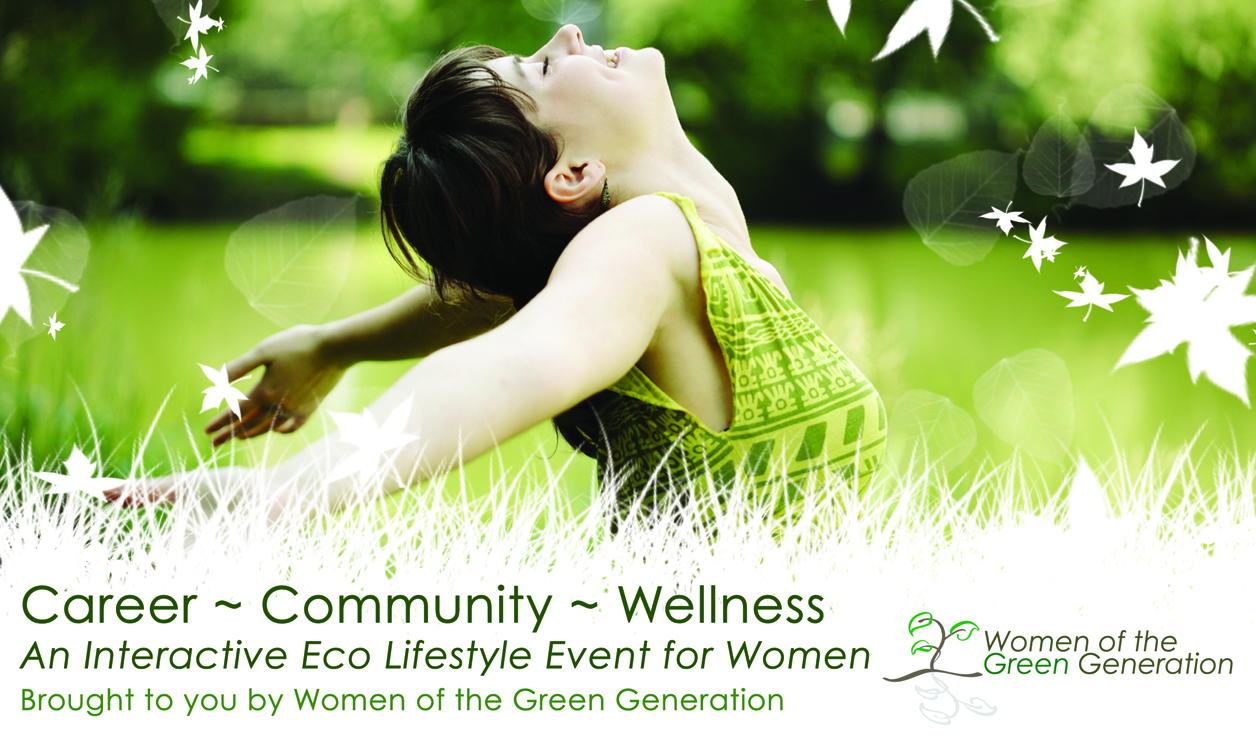 Career ~ Community ~ Wellness
An Interactive Eco Lifestyle Event for Women
Brought to you by Women of the Green Generation
Women of the
Green Generation